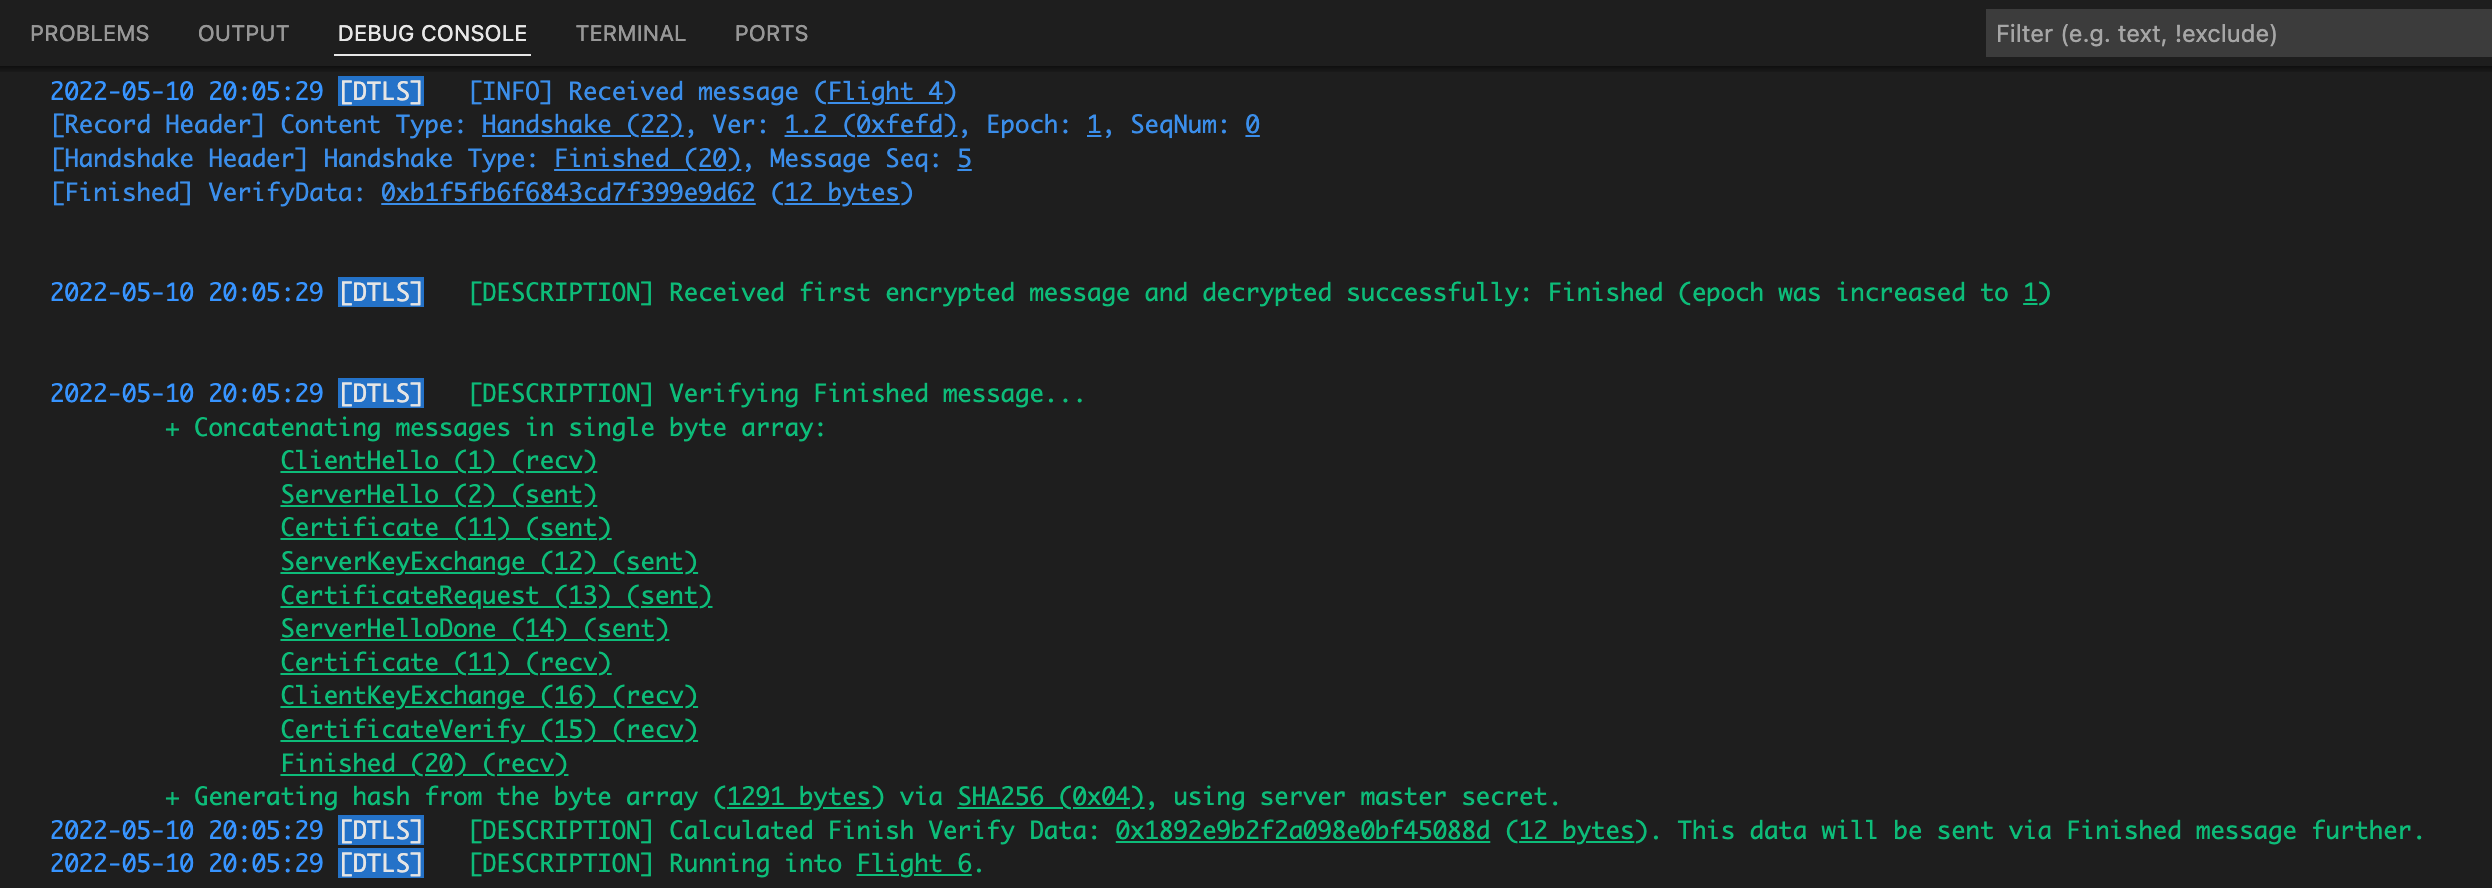 PROBLEMS OUTPUT DEBUG CONSOLE TERMINAL PORTS Filter (e.g. text, !exclude)
2022-05-10 20:05:29 [DTLS] [INFO] Received message (Flight 4)
[Record Header] Content Type: Handshake (22), Ver: 1.2 (0xfefd), Epoch: 1, SeqNum: 0
[Handshake Header] Handshake Type: Finished (20), Message Seq: 5
[Finished] VerifyData: 0xb1f5fb6f6843cd7f399e9d62 (12 bytes)
2022-05-10 20:05:29 [DTLS] [DESCRIPTION] Received first encrypted message and decrypted successfully: Finished (epoch was increased to 1)
2022-05-10 20:05:29 [DTLS] [DESCRIPTION] Verifying Finished message...
+ Concatenating messages in single byte array:
ClientHello (1) (recv)
ServerHello (2) (sent)
Certificate (11) (sent)
ServerKeyExchange (12) (sent)
CertificateRequest (13) (sent)
ServerHelloDone (14) (sent)
Certificate (11) (recv)
ClientKeyExchange (16) (recv)
CertificateVerify (15) (recv)
Finished (20) (recv)
+ Generating hash from the byte array (1291 bytes) via SHA256 (0x04), using server master secret.
2022-05-10 20:05:29 [DTLS] [DESCRIPTION] Calculated Finish Verify Data: 0x1892e9b2f2a098e0bf45088d (12 bytes). This data will be sent via Finished message further.
2022-05-10 20:05:29 [DTLS] [DESCRIPTION] Running into Flight 6.